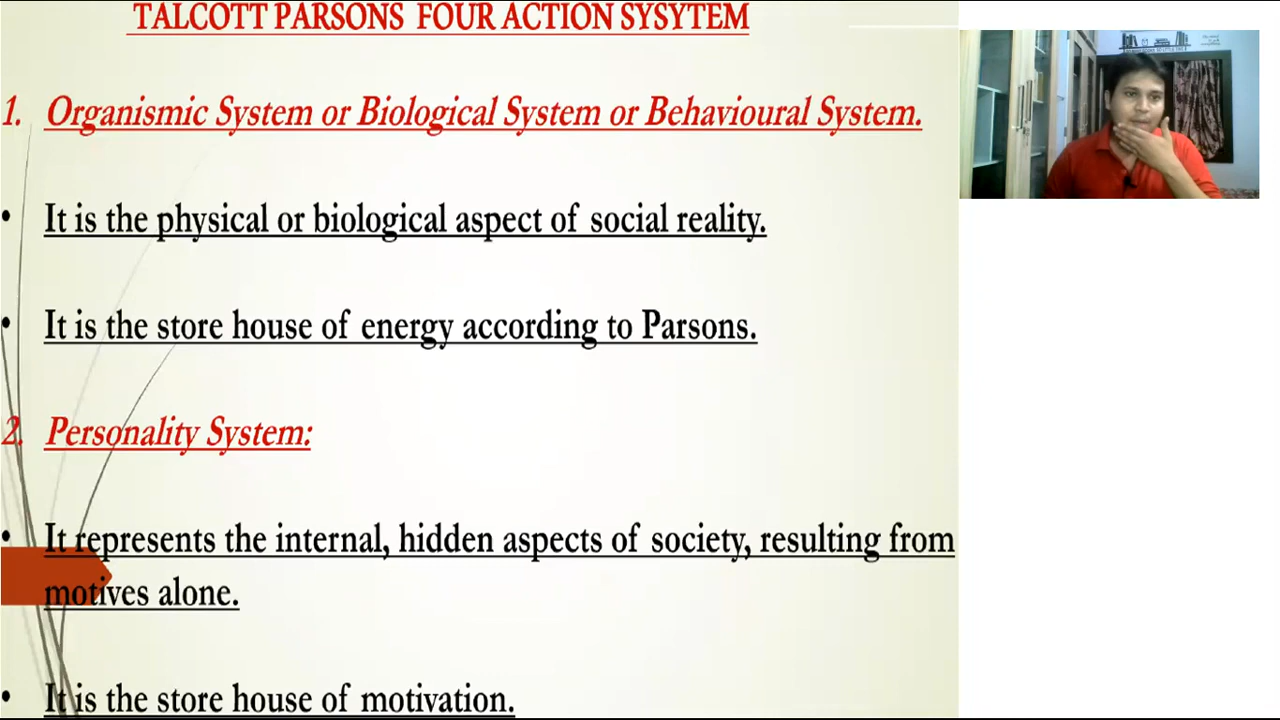 TALCOTT PARSONS FOUR ACTION SYSYTEM
1. Organismic System or Biological System or Behavioural System.
• It is the physical or biological aspect of social reality.
• It is the store house of energy according to Parsons.
2. Personality System:
• It represents the internal, hidden aspects of society, resulting from
motives alone.
• It is the store house of motivation.